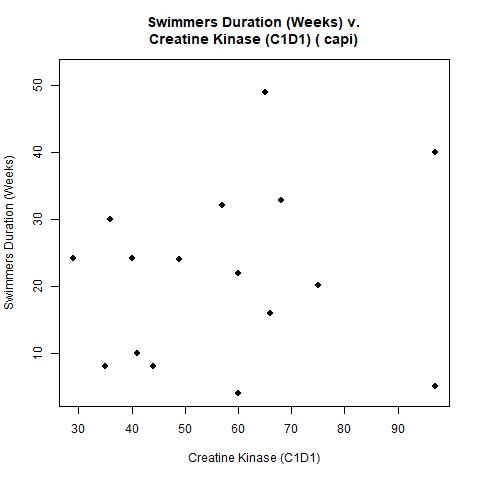 Swimmers Duration (Weeks) v.
Creatine Kinase (C1D1) ( capi)
Swimmers Duration (Weeks)
50
40
30
20
10
30 40 50 60 70 80 90
Creatine Kinase (C1D1)